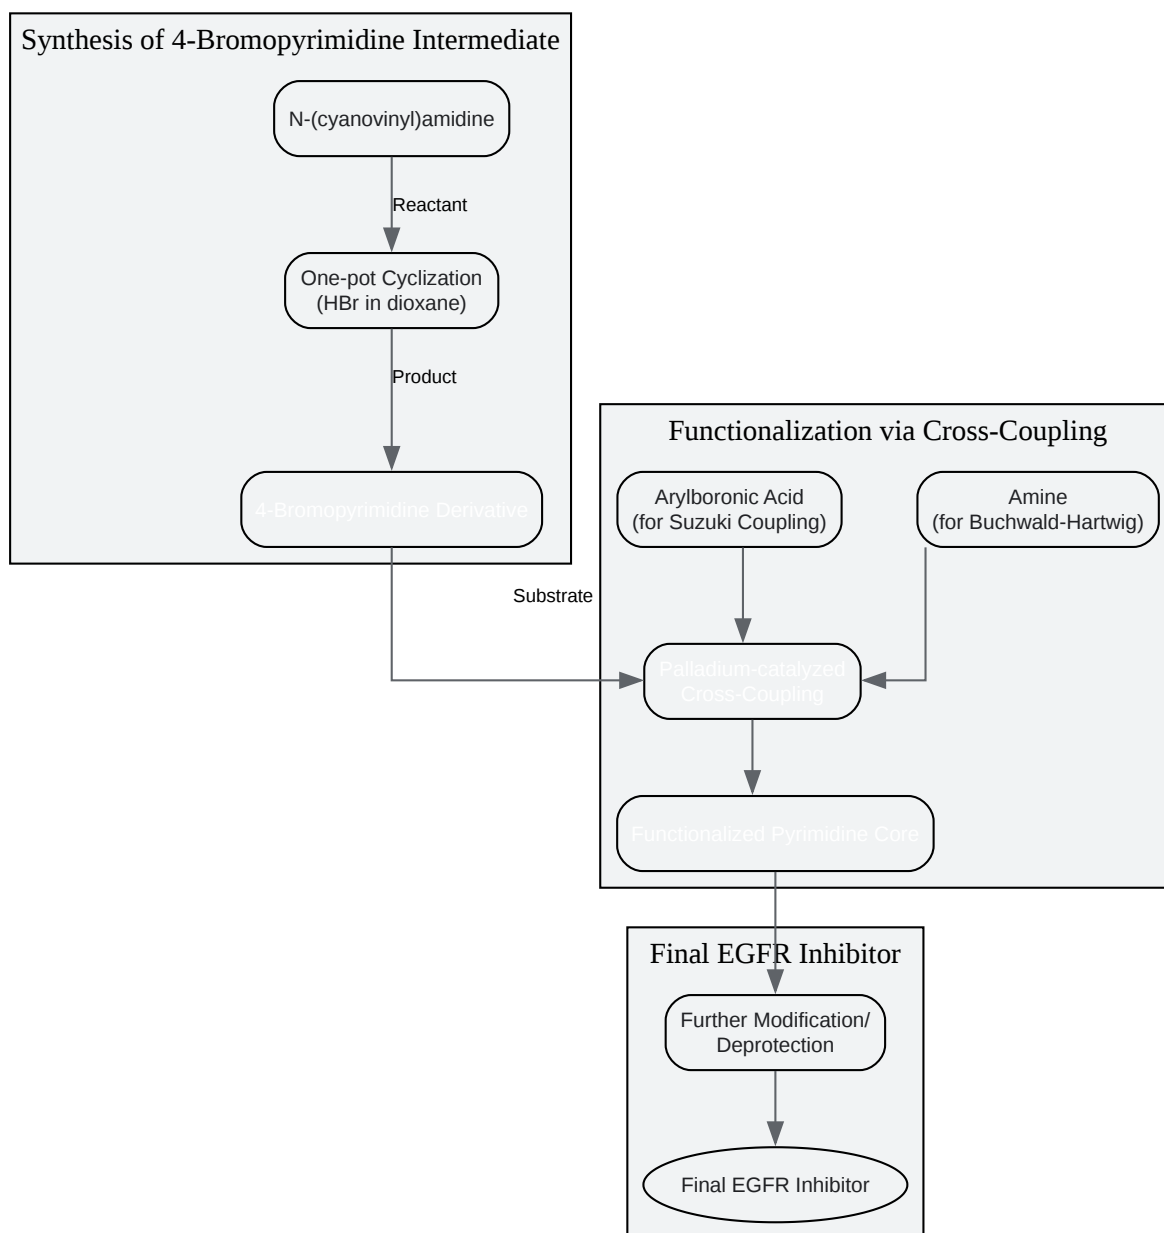 Synthesis of 4-Bromopyrimidine Intermediate
N-(cyanovinyl)amidine
Reactant
One-pot Cyclization
(HBr in dioxane)
Product
4-Bromopyrimidine Derivative
Substrate
Functionalization via Cross-Coupling
Arylboronic Acid
(for Suzuki Coupling)
Amine
(for Buchwald-Hartwig)
Palladium-catalyzed
Cross-Coupling
Functionalized Pyrimidine Core
Final EGFR Inhibitor
Further Modification/
Deprotection
Final EGFR Inhibitor